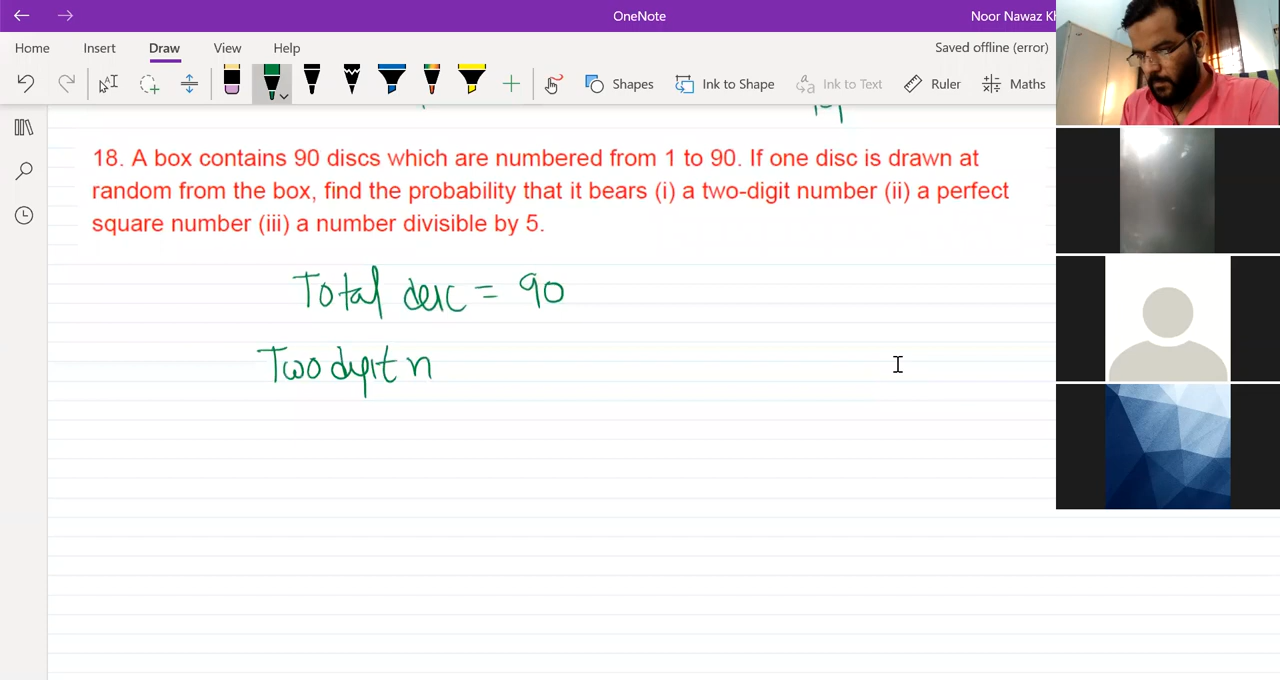 OneNote
Noor Nawaz Kh
Home Insert Draw View Help
Saved offline (error)
Shapes Ink to Shape Ink to Text Ruler Maths
18. A box contains 90 discs which are numbered from 1 to 90. If one disc is drawn at
random from the box, find the probability that it bears (i) a two-digit number (ii) a perfect
square number (iii) a number divisible by 5.
Total desc = 90
Two digit n